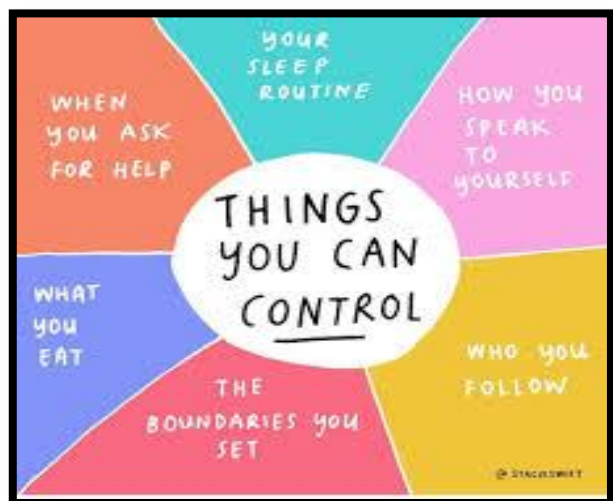 THINGS
YOU CAN
CONTROL
YOUR
SLEEP
ROUTINE
HOW YOU
SPEAK
TO
YOURSELF
WHO YOU
FOLLOW
THE
BOUNDARIES YOU
SET
WHAT
YOU
EAT
WHEN
YOU ASK
FOR HELP